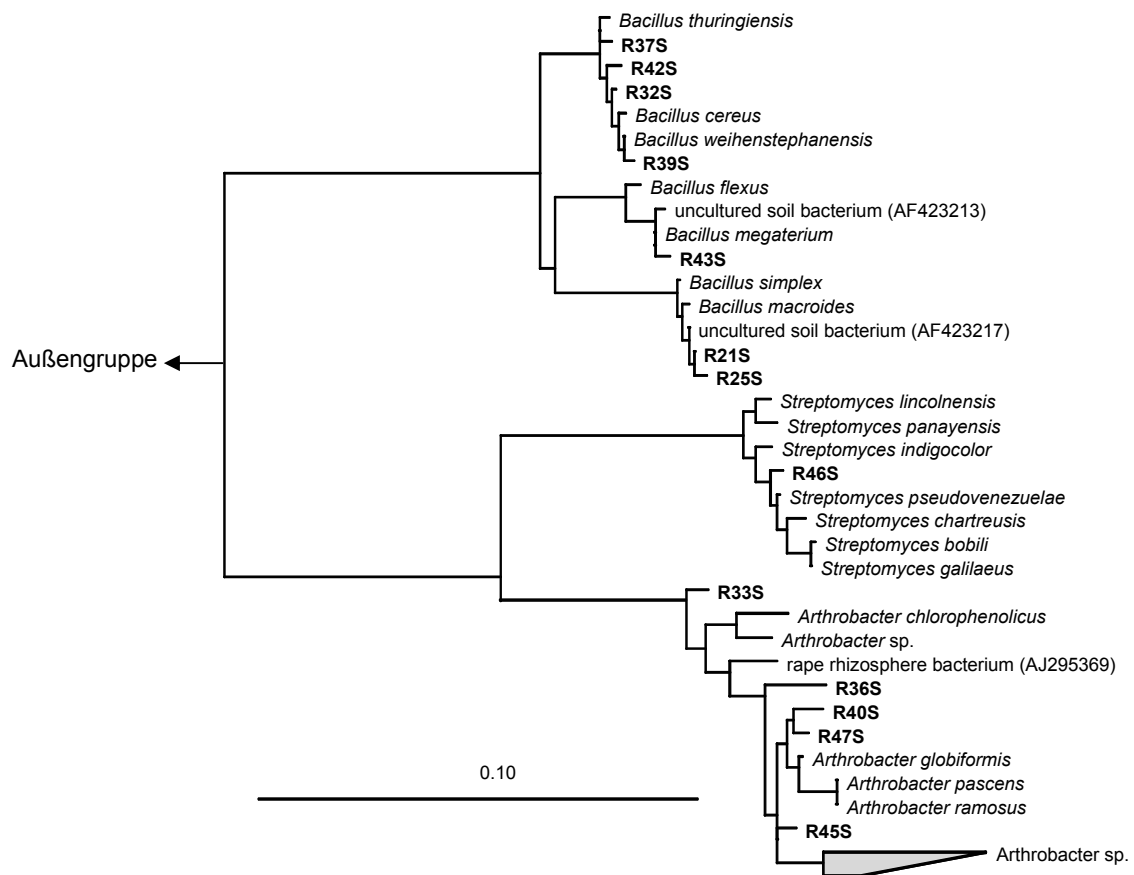 Bacillus thuringiensis
R37S
R42S
R32S
Bacillus cereus
Bacillus weihenstephanensis
R39S
Bacillus flexus
uncultured soil bacterium (AF423213)
Bacillus megaterium
R43S
Bacillus simplex
Bacillus macroides
uncultured soil bacterium (AF423217)
R21S
Außengruppe
R25S
Streptomyces lincolnensis
Streptomyces panayensis
Streptomyces indigocolor
R46S
Streptomyces pseudovenezuelae
Streptomyces chartreusis
Streptomyces bobili
Streptomyces galilaeus
R33S
Arthrobacter chlorophenolicus
Arthrobacter sp.
rape rhizosphere bacterium (AJ295369)
R36S
R40S
R47S
Arthrobacter globiformis
0.10
Arthrobacter pascens
Arthrobacter ramosus
R45S
Arthrobacter sp.